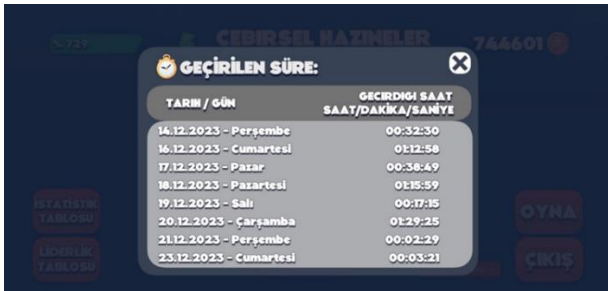 % 729
CEBİRSEL HAZİNELER
744601
GEÇİRİLEN SÜRE:
TARIH / GÜN
GECIRDIGI SAAT
SAAT/DAKİKA/SANİYE
14.12.2023 - Perşembe 00:32:30
16.12.2023 - Cumartesi 01:12:58
17.12.2023 - Pazar 00:38:49
18.12.2023 - Pazartesi 01:15:59
19.12.2023 - Salı 00:17:15
20.12.2023 - Çarşamba 01:29:25
21.12.2023 - Perşembe 00:02:29
23.12.2023 - Cumartesi 00:03:21
İSTATİSTİK
TABLOSU
OYNA
LİDERLİK
TABLOSU
ÇIKIŞ